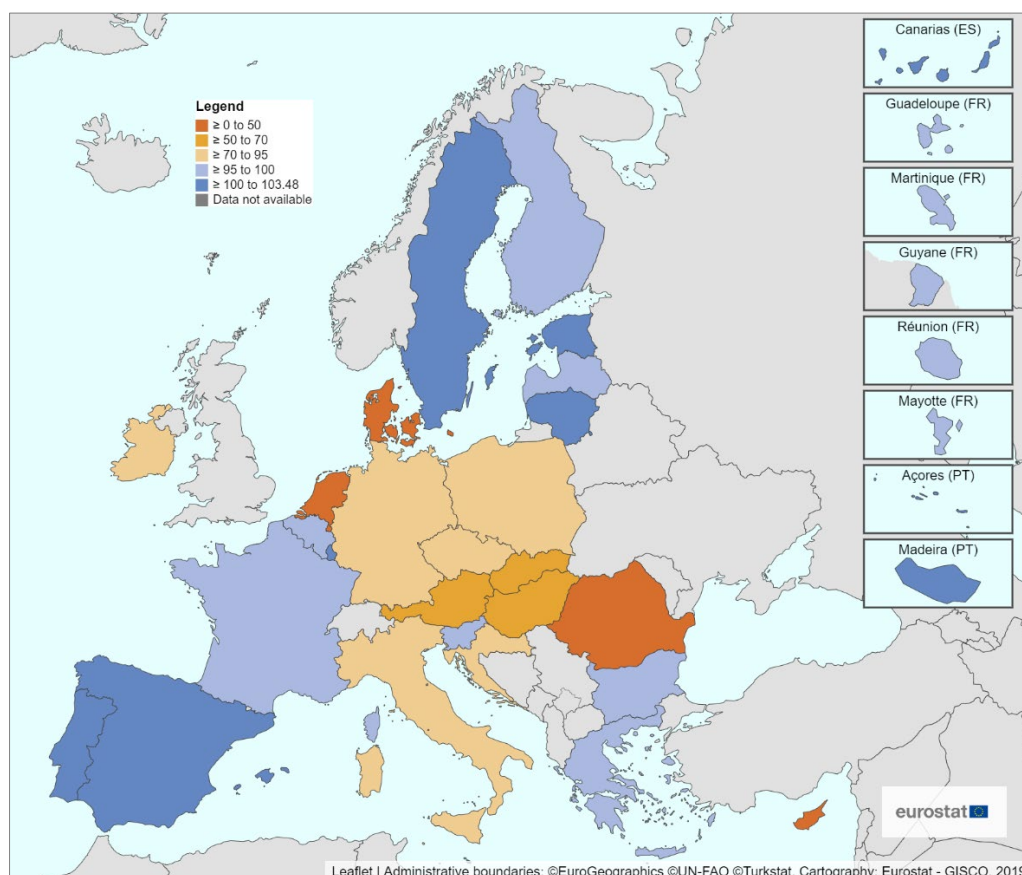 Legend
≥ 0 to 50
≥ 50 to 70
≥ 70 to 95
≥ 95 to 100
≥ 100 to 103.48
Data not available
Canarias (ES)
Guadeloupe (FR)
Martinique (FR)
Guyane (FR)
Réunion (FR)
Mayotte (FR)
Açores (PT)
Madeira (PT)
eurostat
Leaflet | Administrative boundaries: ©EuroGeographics ©UN-FAO ©Turkstat, Cartography: Eurostat - GISCO, 2019